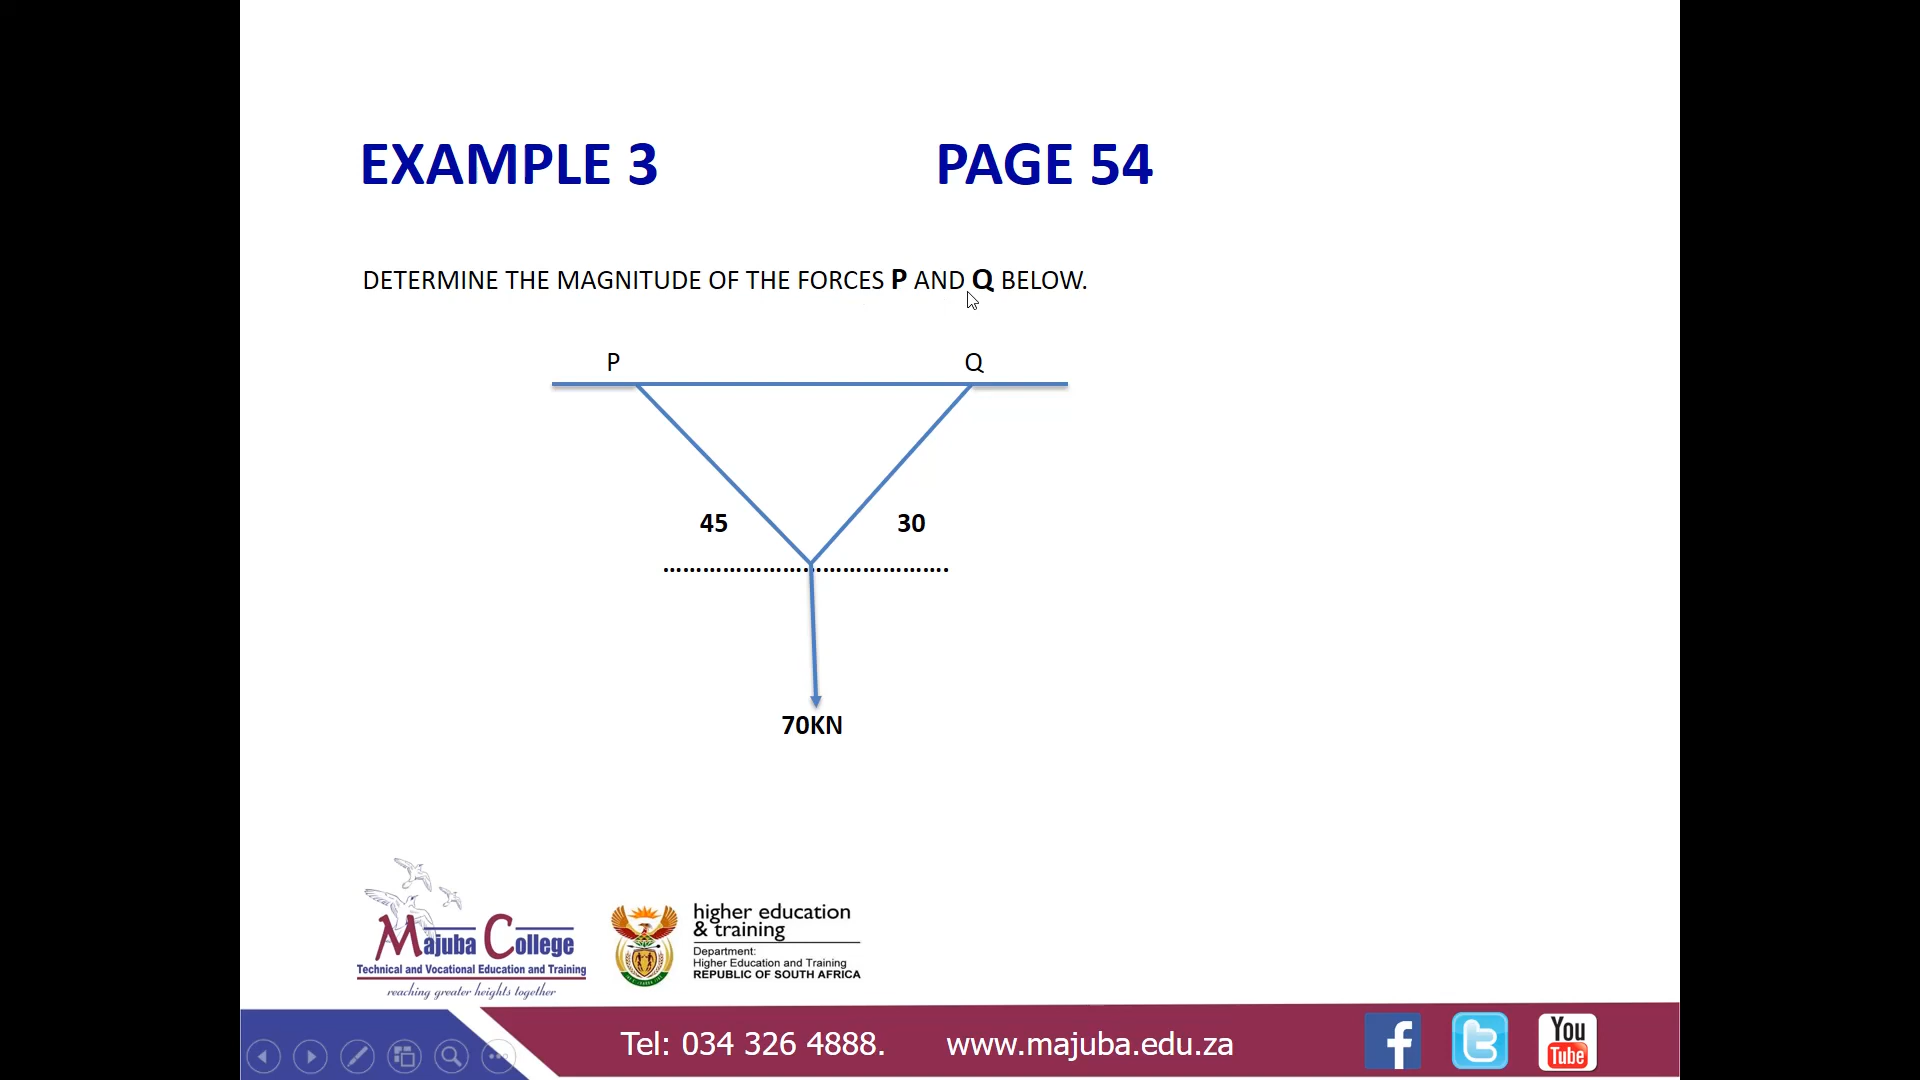 EXAMPLE 3 PAGE 54
DETERMINE THE MAGNITUDE OF THE FORCES P AND Q BELOW.
P Q
45 30
70KN
Majuba College
Technical and Vocational Education and Training
reaching greater heights together
higher education
& training
Department:
Higher Education and Training
REPUBLIC OF SOUTH AFRICA
Tel: 034 326 4888. www.majuba.edu.za
f t You Tube